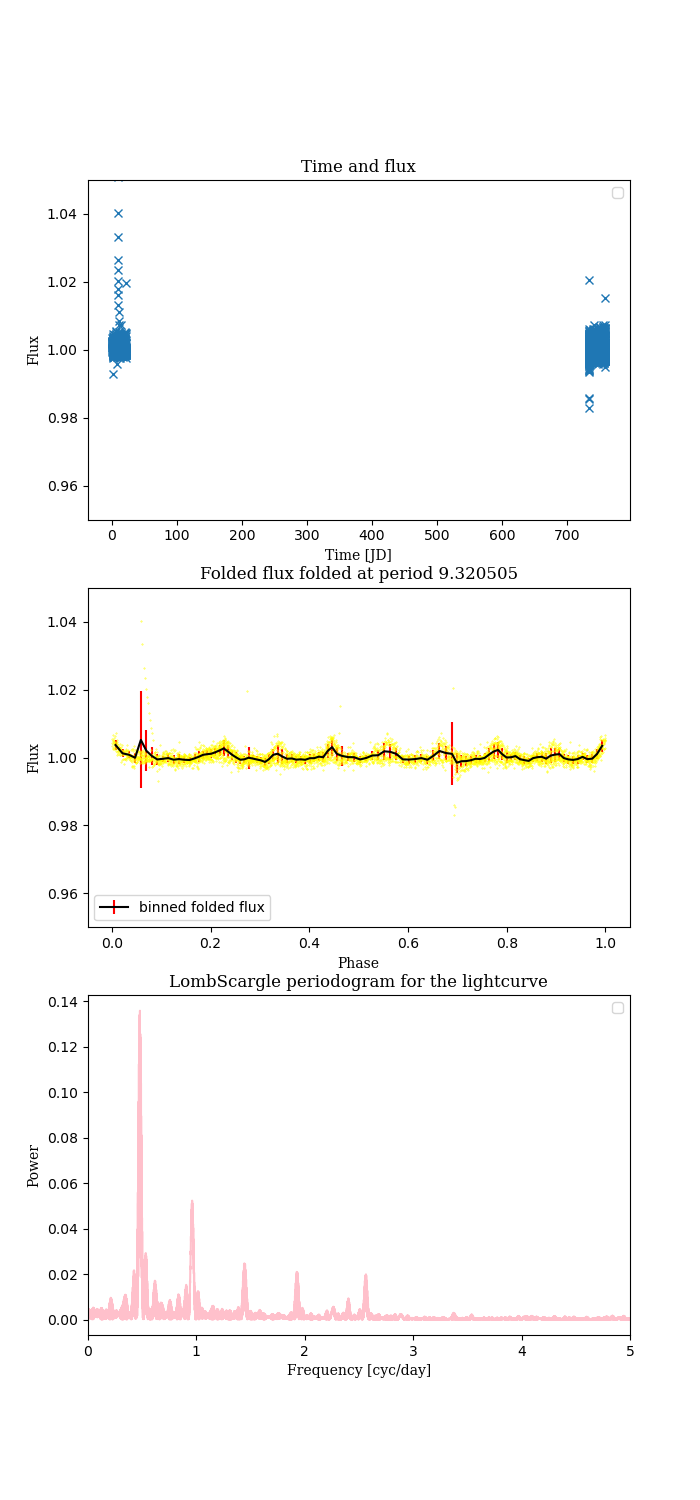 Time and flux
Flux
1.04
1.02
1.00
0.98
0.96
0 100 200 300 400 500 600 700
Time [JD]
Folded flux folded at period 9.320505
Flux
1.04
1.02
1.00
0.98
0.96
binned folded flux
0.0 0.2 0.4 0.6 0.8 1.0
Phase
LombScargle periodogram for the lightcurve
Power
0.14
0.12
0.10
0.08
0.06
0.04
0.02
0.00
0 1 2 3 4 5
Frequency [cyc/day]